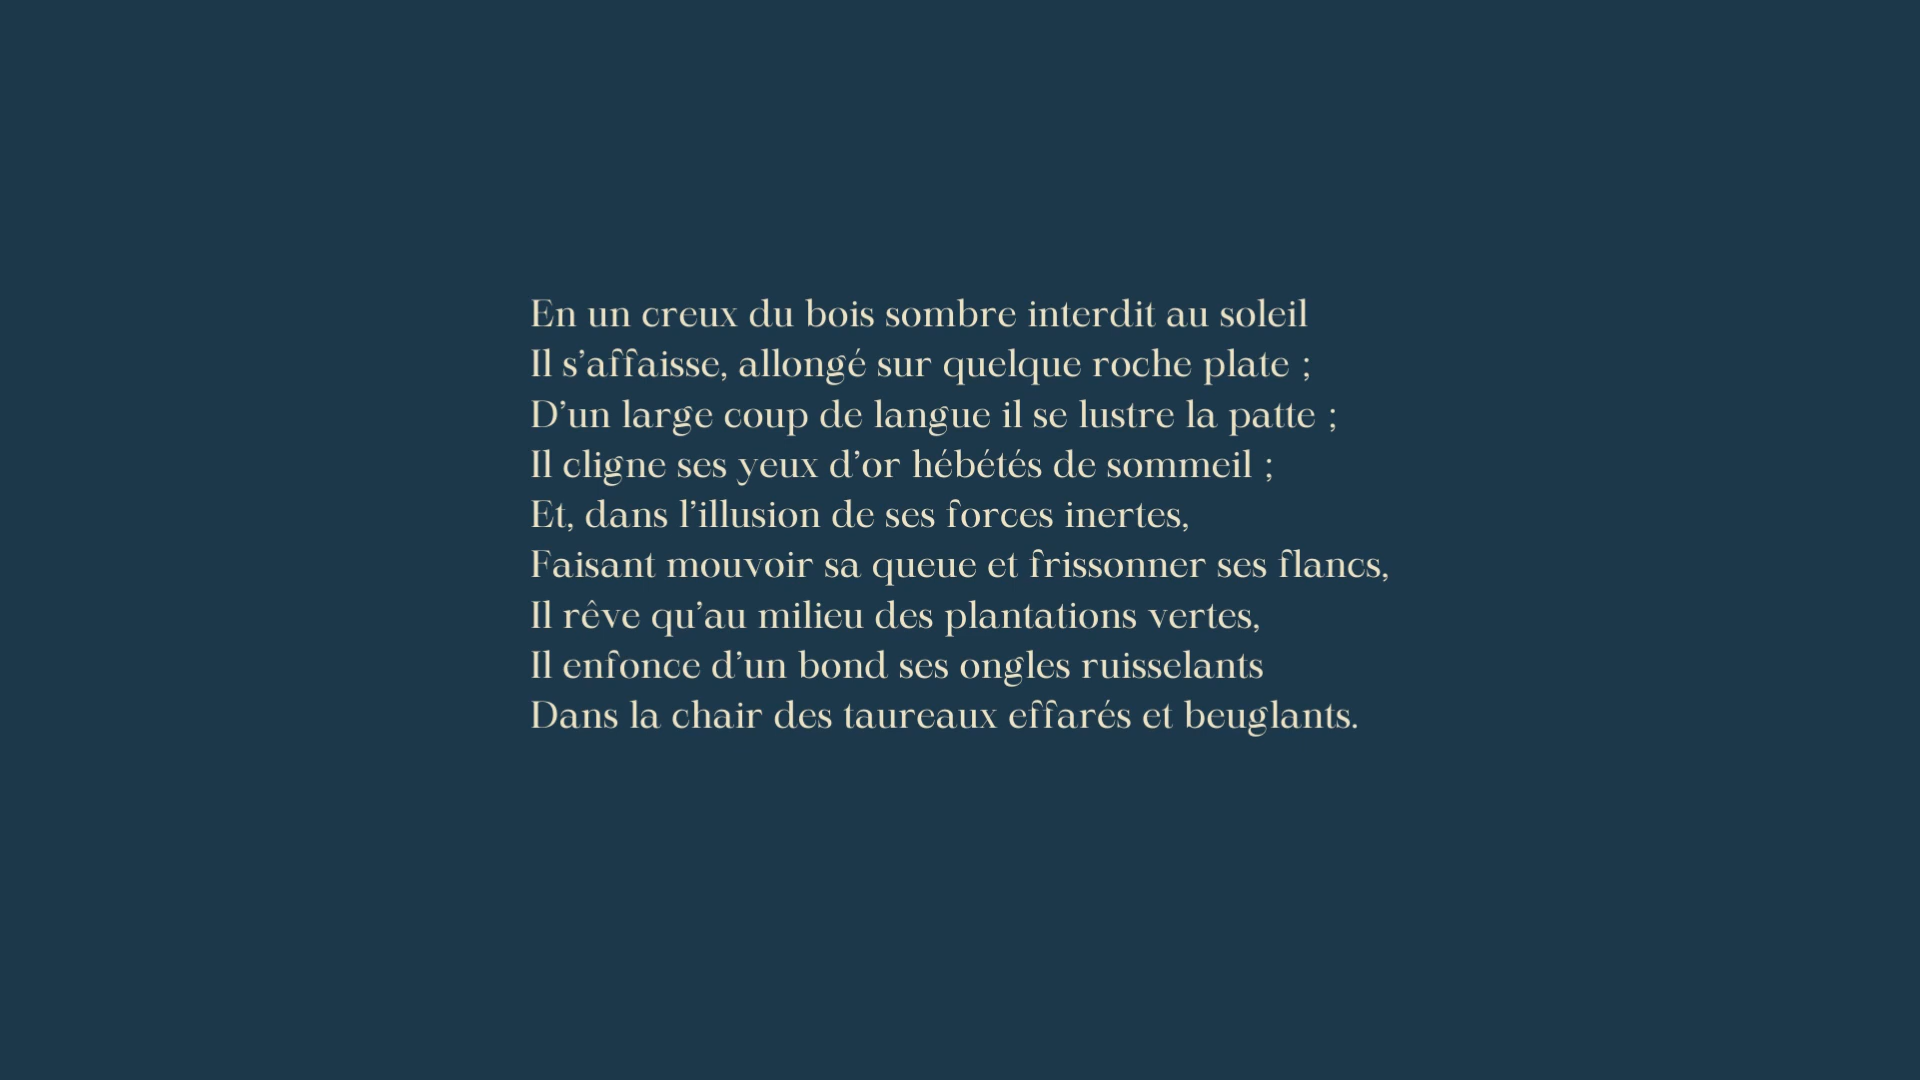 En un creux du bois sombre interdit au soleil
Il s’affaisse, allongé sur quelque roche plate ;
D’un large coup de langue il se lustre la patte ;
Il cligne ses yeux d’or hébétés de sommeil ;
Et, dans l’illusion de ses forces inertes,
Faisant mouvoir sa queue et frissonner ses flancs,
Il rêve qu’au milieu des plantations vertes,
Il enfonce d’un bond ses ongles ruisselants
Dans la chair des taureaux effarés et beuglants.